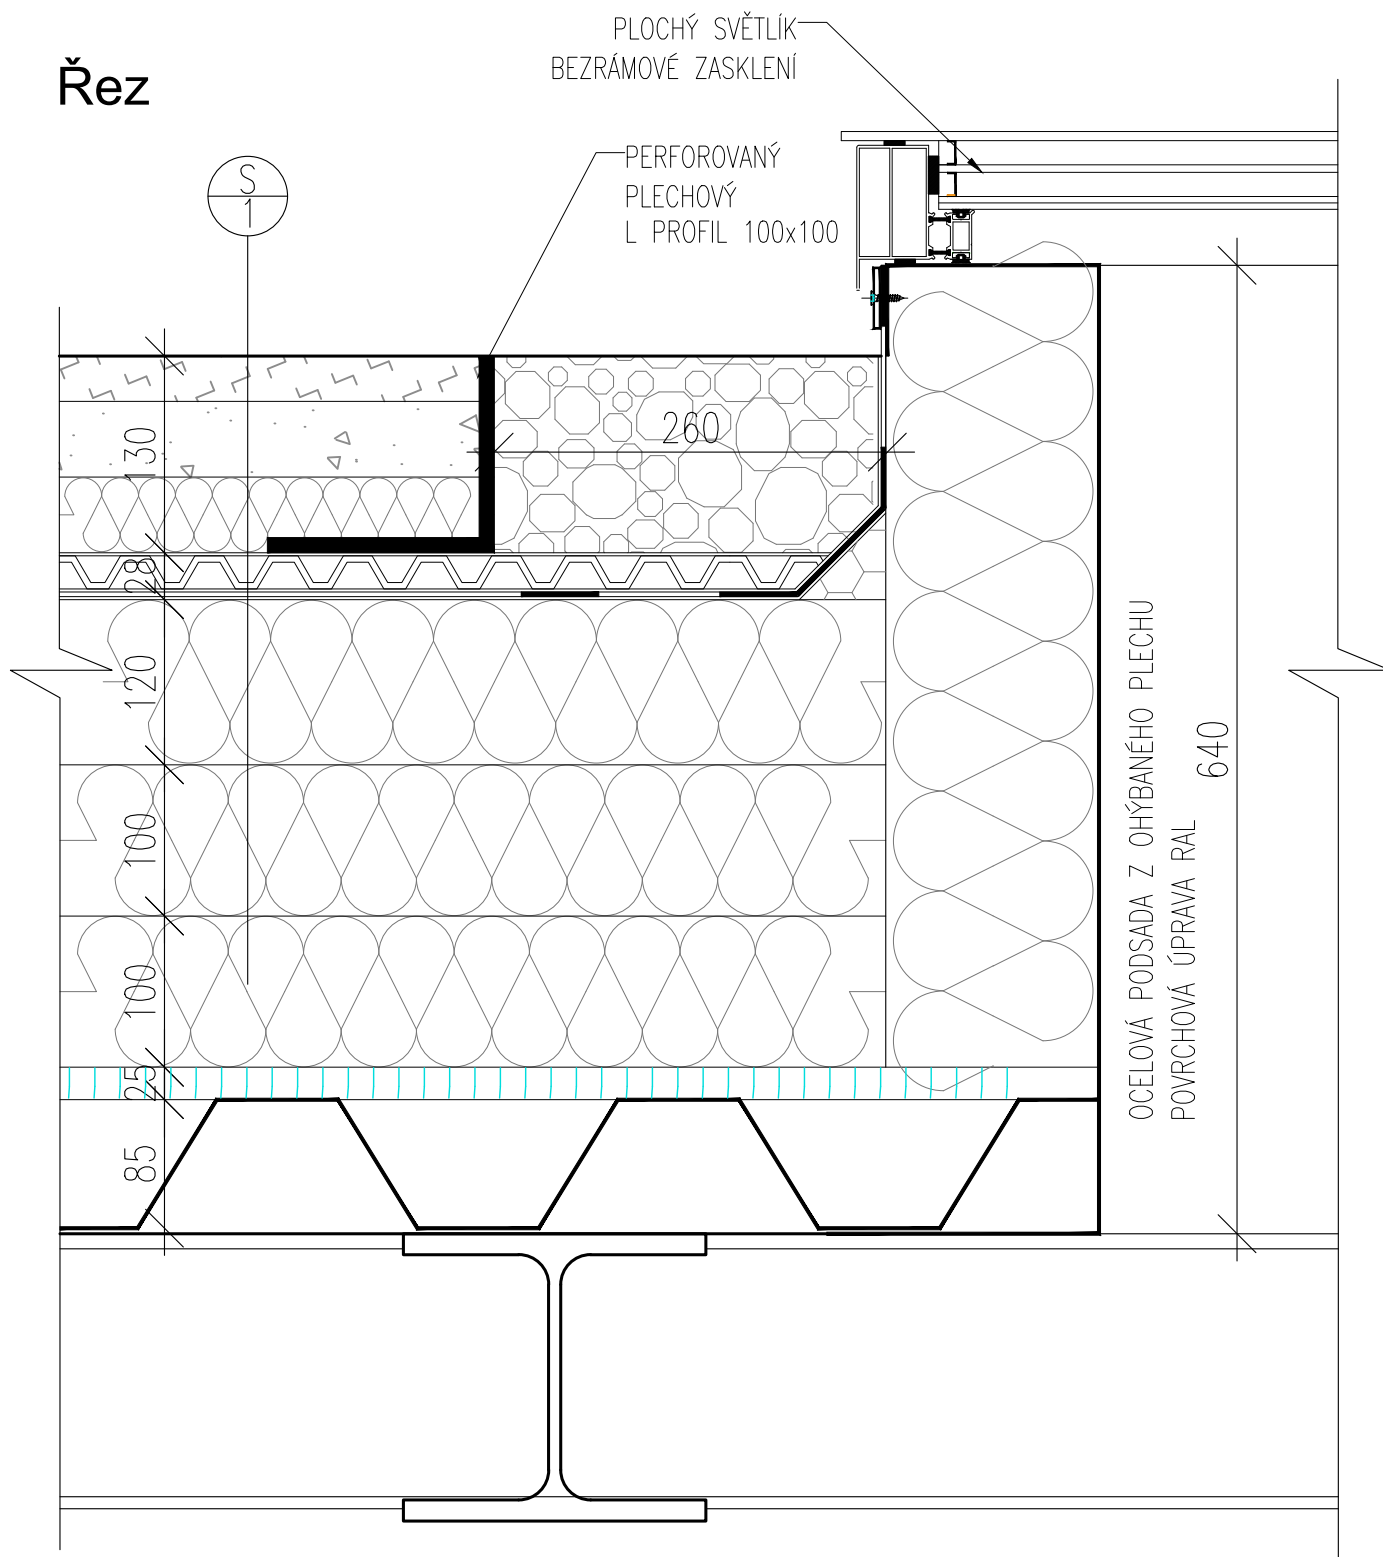 PLOCHÝ SVĚTLÍK
BEZRÁMOVÉ ZASKLENÍ
Řez
PERFOROVANÝ
PLECHOVÝ
L PROFIL 100x100
S
1
260
130
28
120
100
100
25
85
640
OCELOVÁ PODSADA Z OHÝBANÉHO PLECHU
POVRCHOVÁ ÚPRAVA RAL